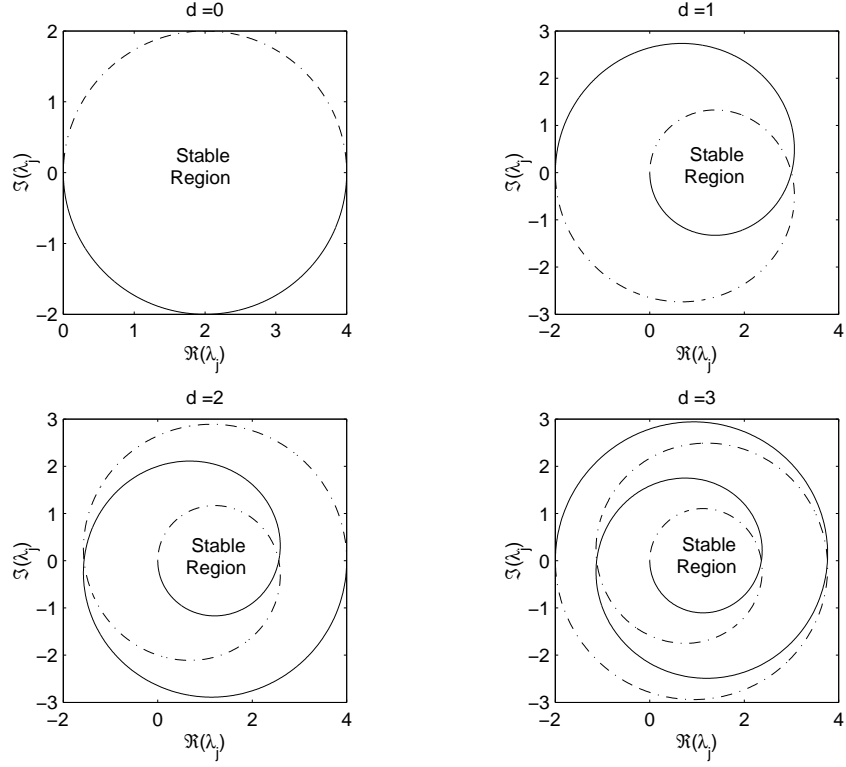 d =0
2
1
0
−1
−2
0 1 2 3 4
ℑ(λj)
ℜ(λj)
Stable
Region
d =1
3
2
1
0
−1
−2
−3
−2 0 2 4
ℑ(λj)
ℜ(λj)
Stable
Region
d =2
3
2
1
0
−1
−2
−3
−2 0 2 4
ℑ(λj)
ℜ(λj)
Stable
Region
d =3
3
2
1
0
−1
−2
−3
−2 0 2 4
ℑ(λj)
ℜ(λj)
Stable
Region